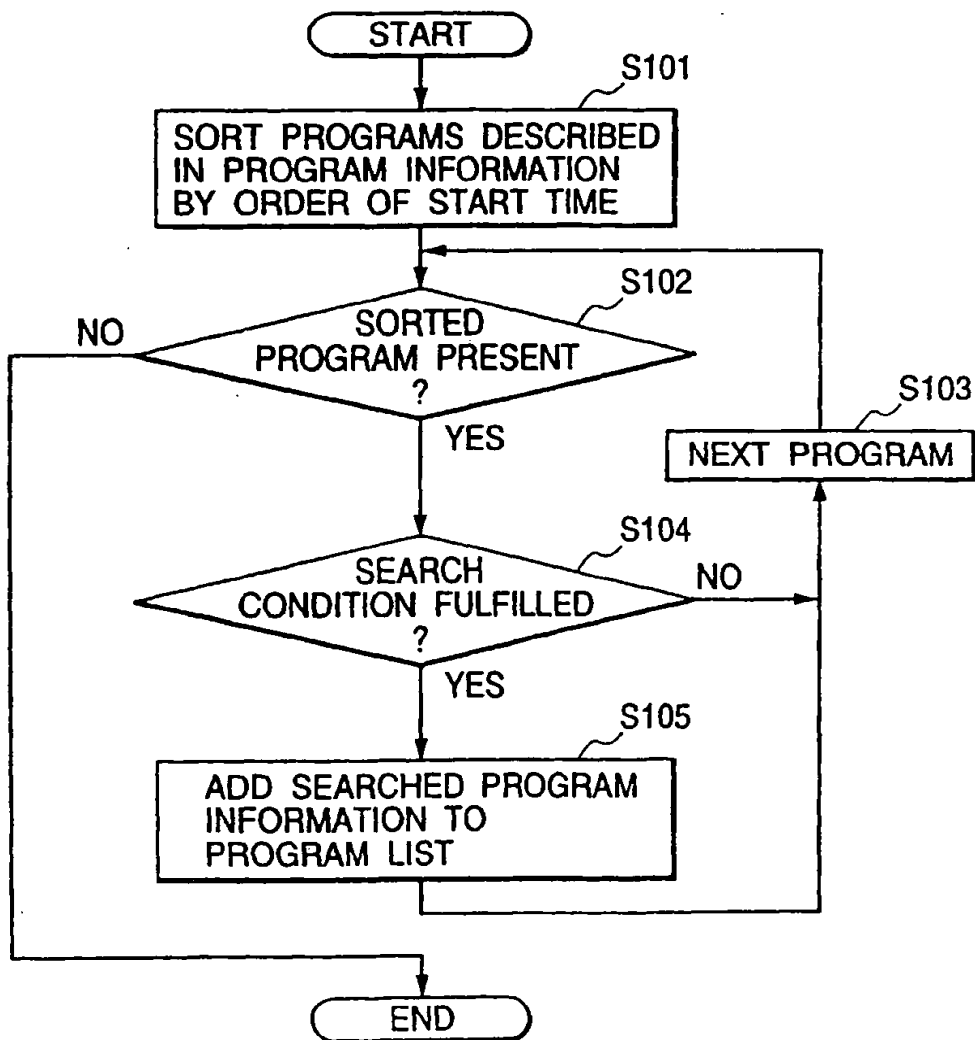 START
S101
SORT PROGRAMS DESCRIBED
IN PROGRAM INFORMATION
BY ORDER OF START TIME
S102
NO
SORTED
PROGRAM PRESENT
?
YES
S103
NEXT PROGRAM
S104
SEARCH
CONDITION FULFILLED
?
NO
YES
S105
ADD SEARCHED PROGRAM
INFORMATION TO
PROGRAM LIST
END